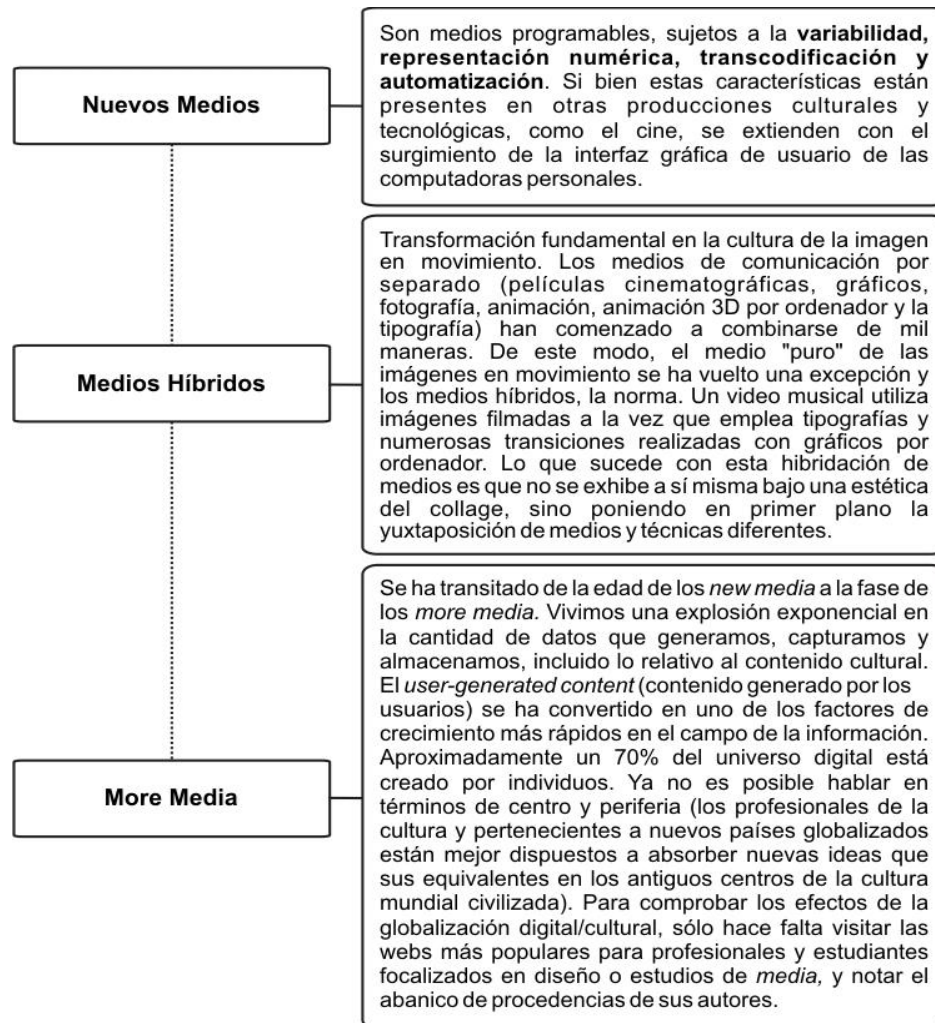 Nuevos Medios
Son medios programables, sujetos a la variabilidad,
representación numérica, transcodificación y
automatización. Si bien estas características están
presentes en otras producciones culturales y
tecnológicas, como el cine, se extienden con el
surgimiento de la interfaz gráfica de usuario de las
computadoras personales.
Medios Híbridos
Transformación fundamental en la cultura de la imagen
en movimiento. Los medios de comunicación por
separado (películas cinematográficas, gráficos,
fotografía, animación, animación 3D por ordenador y la
tipografía) han comenzado a combinarse de mil
maneras. De este modo, el medio "puro" de las
imágenes en movimiento se ha vuelto una excepción y
los medios híbridos, la norma. Un video musical utiliza
imágenes filmadas a la vez que emplea tipografías y
numerosas transiciones realizadas con gráficos por
ordenador. Lo que sucede con esta hibridación de
medios es que no se exhibe a sí misma bajo una estética
del collage, sino poniendo en primer plano la
yuxtaposición de medios y técnicas diferentes.
More Media
Se ha transitado de la edad de los new media a la fase de
los more media. Vivimos una explosión exponencial en
la cantidad de datos que generamos, capturamos y
almacenamos, incluido lo relativo al contenido cultural.
El user-generated content (contenido generado por los
usuarios) se ha convertido en uno de los factores de
crecimiento más rápidos en el campo de la información.
Aproximadamente un 70% del universo digital está
creado por individuos. Ya no es posible hablar en
términos de centro y periferia (los profesionales de la
cultura y pertenecientes a nuevos países globalizados
están mejor dispuestos a absorber nuevas ideas que
sus equivalentes en los antiguos centros de la cultura
mundial civilizada). Para comprobar los efectos de la
globalización digital/cultural, sólo hace falta visitar las
webs más populares para profesionales y estudiantes
focalizados en diseño o estudios de media, y notar el
abanico de procedencias de sus autores.